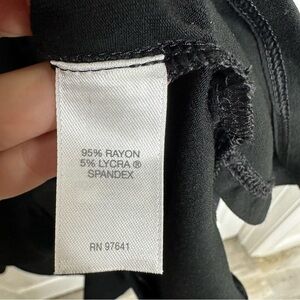 95% RAYON
5% LYCRA ®
SPANDEX
RN 97641